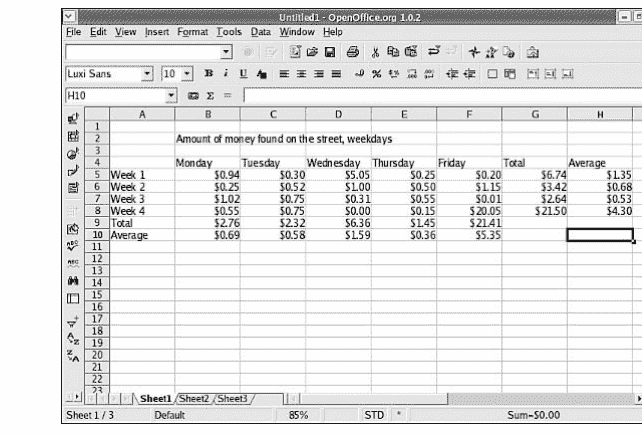 Untitled1 - OpenOffice.org 1.0.2
File Edit View Insert Format Tools Data Window Help
Luxi Sans 10 B i U A % 
H10 Σ =
A B C D E F G H
1
2 Amount of money found on the street, weekdays
3
4 Monday Tuesday Wednesday Thursday Friday Total Average
5 Week 1 $0.94 $0.30 $5.05 $0.25 $0.20 $6.74 $1.35
6 Week 2 $0.25 $0.52 $1.00 $0.50 $1.15 $3.42 $0.68
7 Week 3 $1.02 $0.75 $0.31 $0.55 $0.01 $2.64 $0.53
8 Week 4 $0.55 $0.75 $0.00 $0.15 $20.05 $21.50 $4.30
9 Total $2.76 $2.32 $6.36 $1.45 $21.41
10 Average $0.69 $0.58 $1.59 $0.36 $5.35
11
12
13
14
15
16
17
18
19
20
21
22
23
Sheet1 Sheet2 Sheet3
Sheet 1 / 3 Default 85% STD * Sum=$0.00